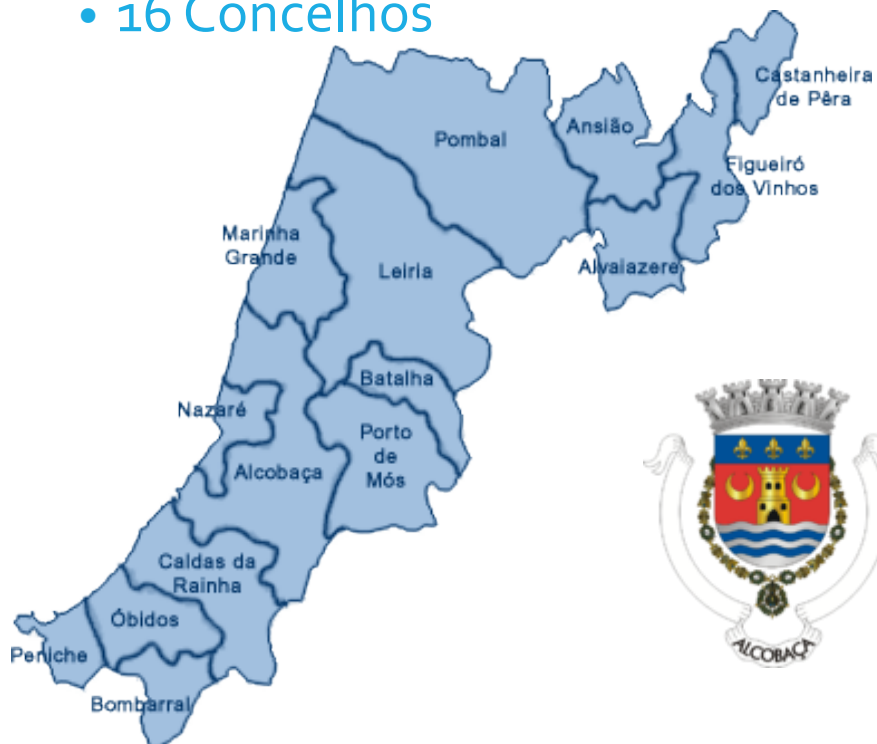 • 16 Concelhos
Castanheira
de Pêra
Ansião
Pombal
Figueiró
dos Vinhos
Marinha
Grande
Leiria
Alvaiazere
Batalha
Nazaré
Porto
de
Mós
Alcobaça
Caldas da
Rainha
Óbidos
Peniche
Bombarral
ALCOBAÇA